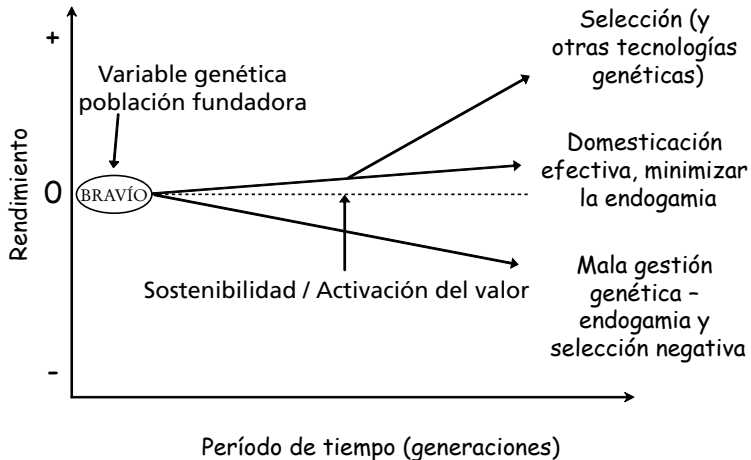 +
Rendimiento
0
-
Variable genética
población fundadora
BRAVÍO
Selección (y
otras tecnologías
genéticas)
Domesticación
efectiva, minimizar
la endogamia
Sostenibilidad / Activación del valor
Mala gestión
genética –
endogamia y
selección negativa
Período de tiempo (generaciones)